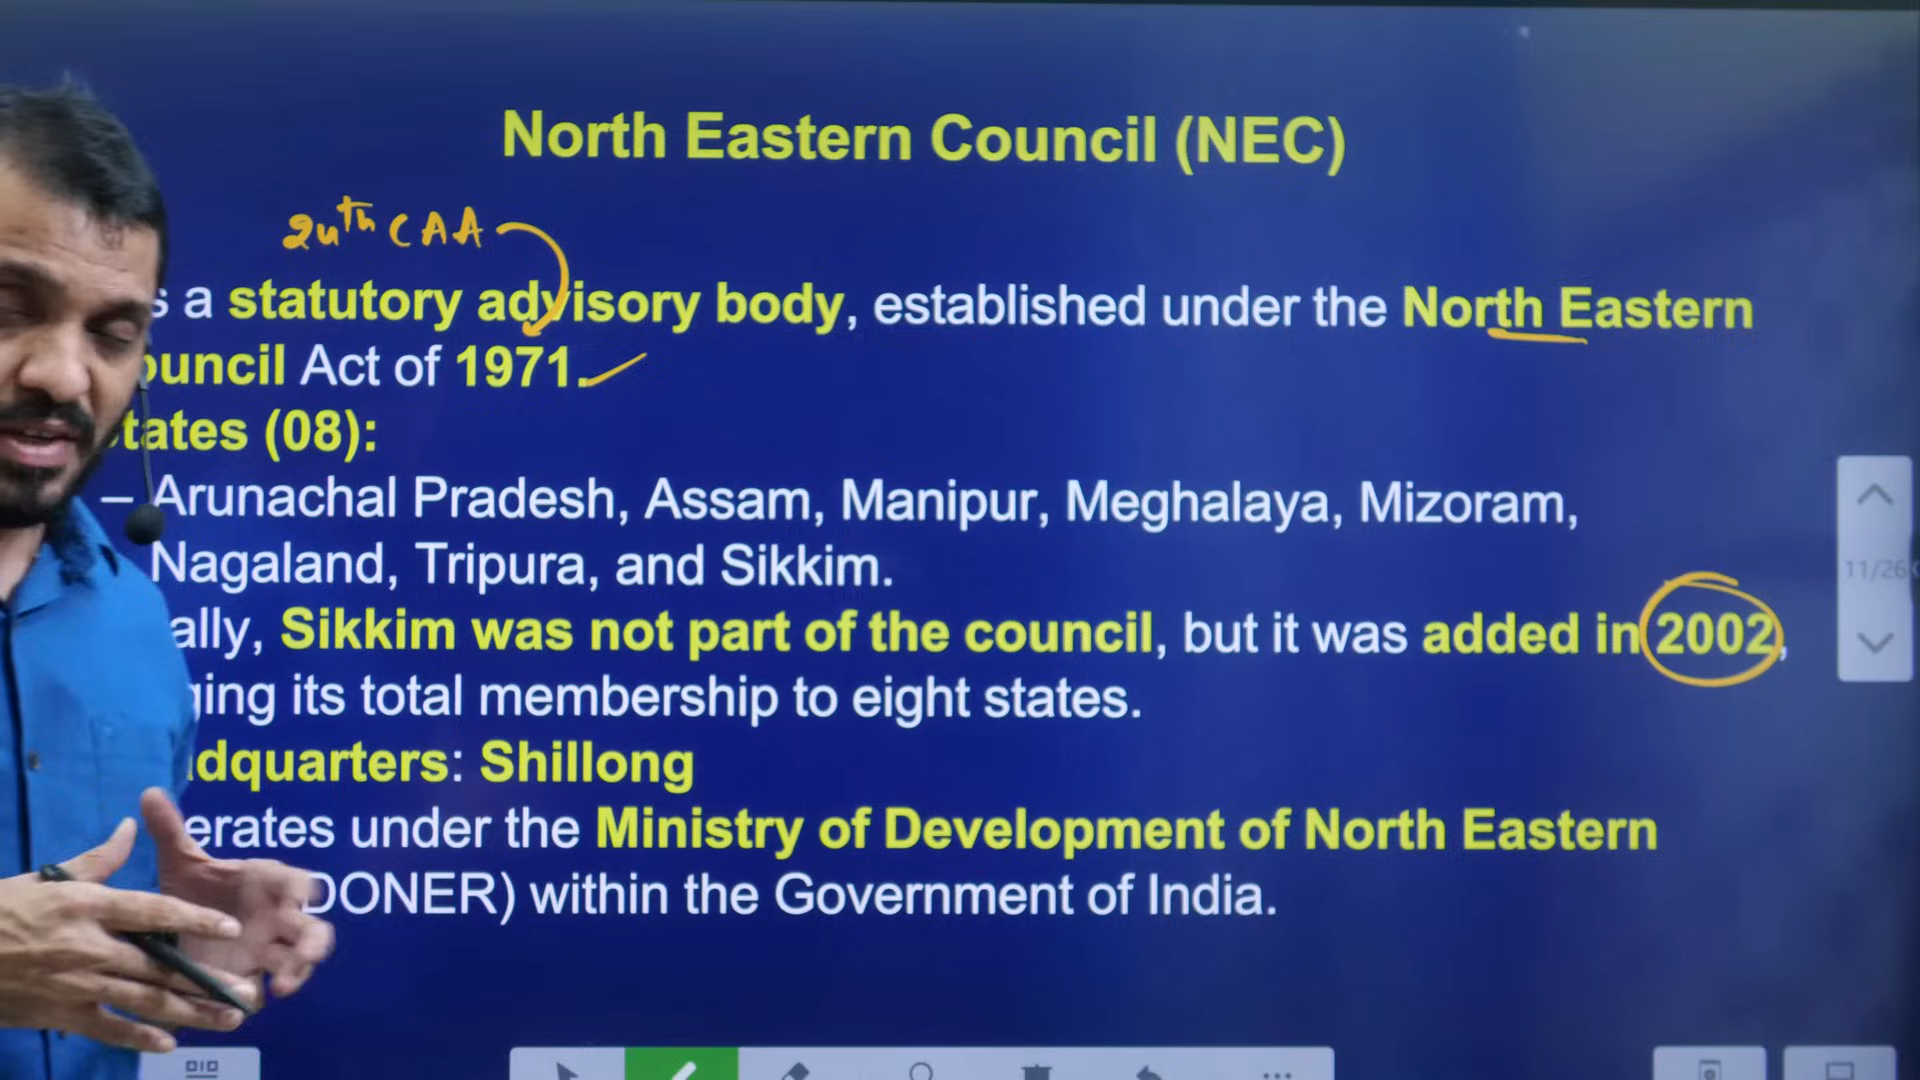 North Eastern Council (NEC)
24th CAA
s a statutory advisory body, established under the North Eastern
ouncil Act of 1971.
tates (08):
– Arunachal Pradesh, Assam, Manipur, Meghalaya, Mizoram,
Nagaland, Tripura, and Sikkim.
ally, Sikkim was not part of the council, but it was added in 2002,
ging its total membership to eight states.
dquarters: Shillong
erates under the Ministry of Development of North Eastern
DONER) within the Government of India.
11/26